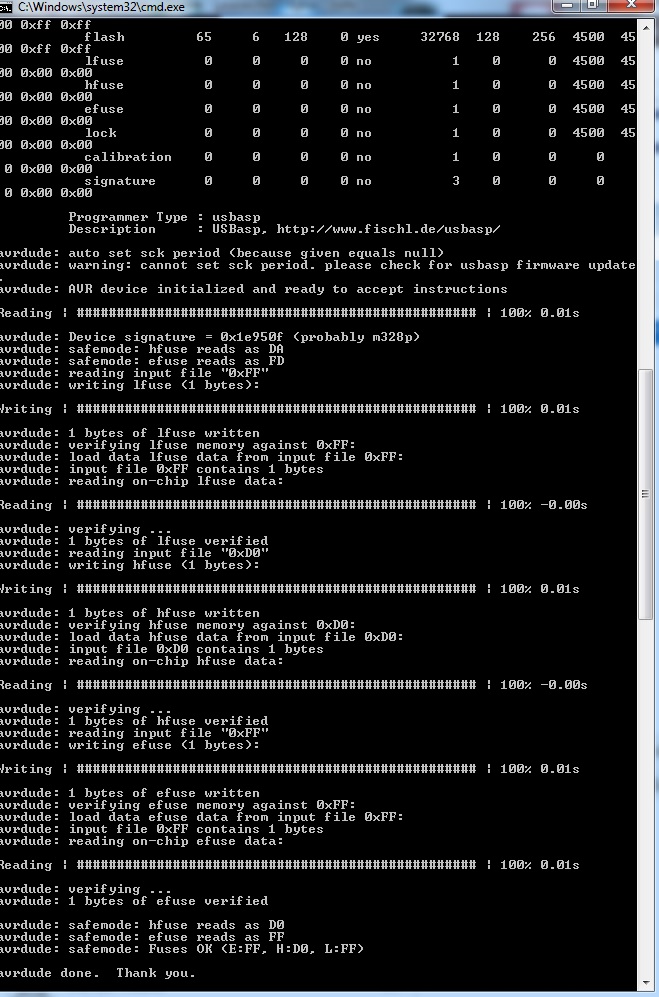 C:\Windows\system32\cmd.exe
00 0xff 0xff
flash 65 6 128 0 yes 32768 128 256 4500 45
00 0xff 0xff
lfuse 0 0 0 0 no 1 0 0 4500 45
00 0x00 0x00
hfuse 0 0 0 0 no 1 0 0 4500 45
00 0x00 0x00
efuse 0 0 0 0 no 1 0 0 4500 45
00 0x00 0x00
lock 0 0 0 0 no 1 0 0 4500 45
00 0x00 0x00
calibration 0 0 0 0 no 1 0 0 0
0 0x00 0x00
signature 0 0 0 0 no 3 0 0 0
0 0x00 0x00
Programmer Type : usbasp
Description : USBasp, http://www.fischl.de/usbasp/
avrdude: auto set sck period (because given equals null)
avrdude: warning: cannot set sck period. please check for usbasp firmware update
.
avrdude: AVR device initialized and ready to accept instructions
Reading | ################################################## | 100% 0.01s
avrdude: Device signature = 0x1e950f (probably m328p)
avrdude: safemode: hfuse reads as DA
avrdude: safemode: efuse reads as FD
avrdude: reading input file "0xFF"
avrdude: writing lfuse (1 bytes):
Writing | ################################################## | 100% 0.01s
avrdude: 1 bytes of lfuse written
avrdude: verifying lfuse memory against 0xFF:
avrdude: load data lfuse data from input file 0xFF:
avrdude: input file 0xFF contains 1 bytes
avrdude: reading on-chip lfuse data:
Reading | ################################################## | 100% -0.00s
avrdude: verifying ...
avrdude: 1 bytes of lfuse verified
avrdude: reading input file "0xD0"
avrdude: writing hfuse (1 bytes):
Writing | ################################################## | 100% 0.01s
avrdude: 1 bytes of hfuse written
avrdude: verifying hfuse memory against 0xD0:
avrdude: load data hfuse data from input file 0xD0:
avrdude: input file 0xD0 contains 1 bytes
avrdude: reading on-chip hfuse data:
Reading | ################################################## | 100% -0.00s
avrdude: verifying ...
avrdude: 1 bytes of hfuse verified
avrdude: reading input file "0xFF"
avrdude: writing efuse (1 bytes):
Writing | ################################################## | 100% 0.01s
avrdude: 1 bytes of efuse written
avrdude: verifying efuse memory against 0xFF:
avrdude: load data efuse data from input file 0xFF:
avrdude: input file 0xFF contains 1 bytes
avrdude: reading on-chip efuse data:
Reading | ################################################## | 100% 0.01s
avrdude: verifying ...
avrdude: 1 bytes of efuse verified
avrdude: safemode: hfuse reads as D0
avrdude: safemode: efuse reads as FF
avrdude: safemode: Fuses OK (E:FF, H:D0, L:FF)
avrdude done.  Thank you.